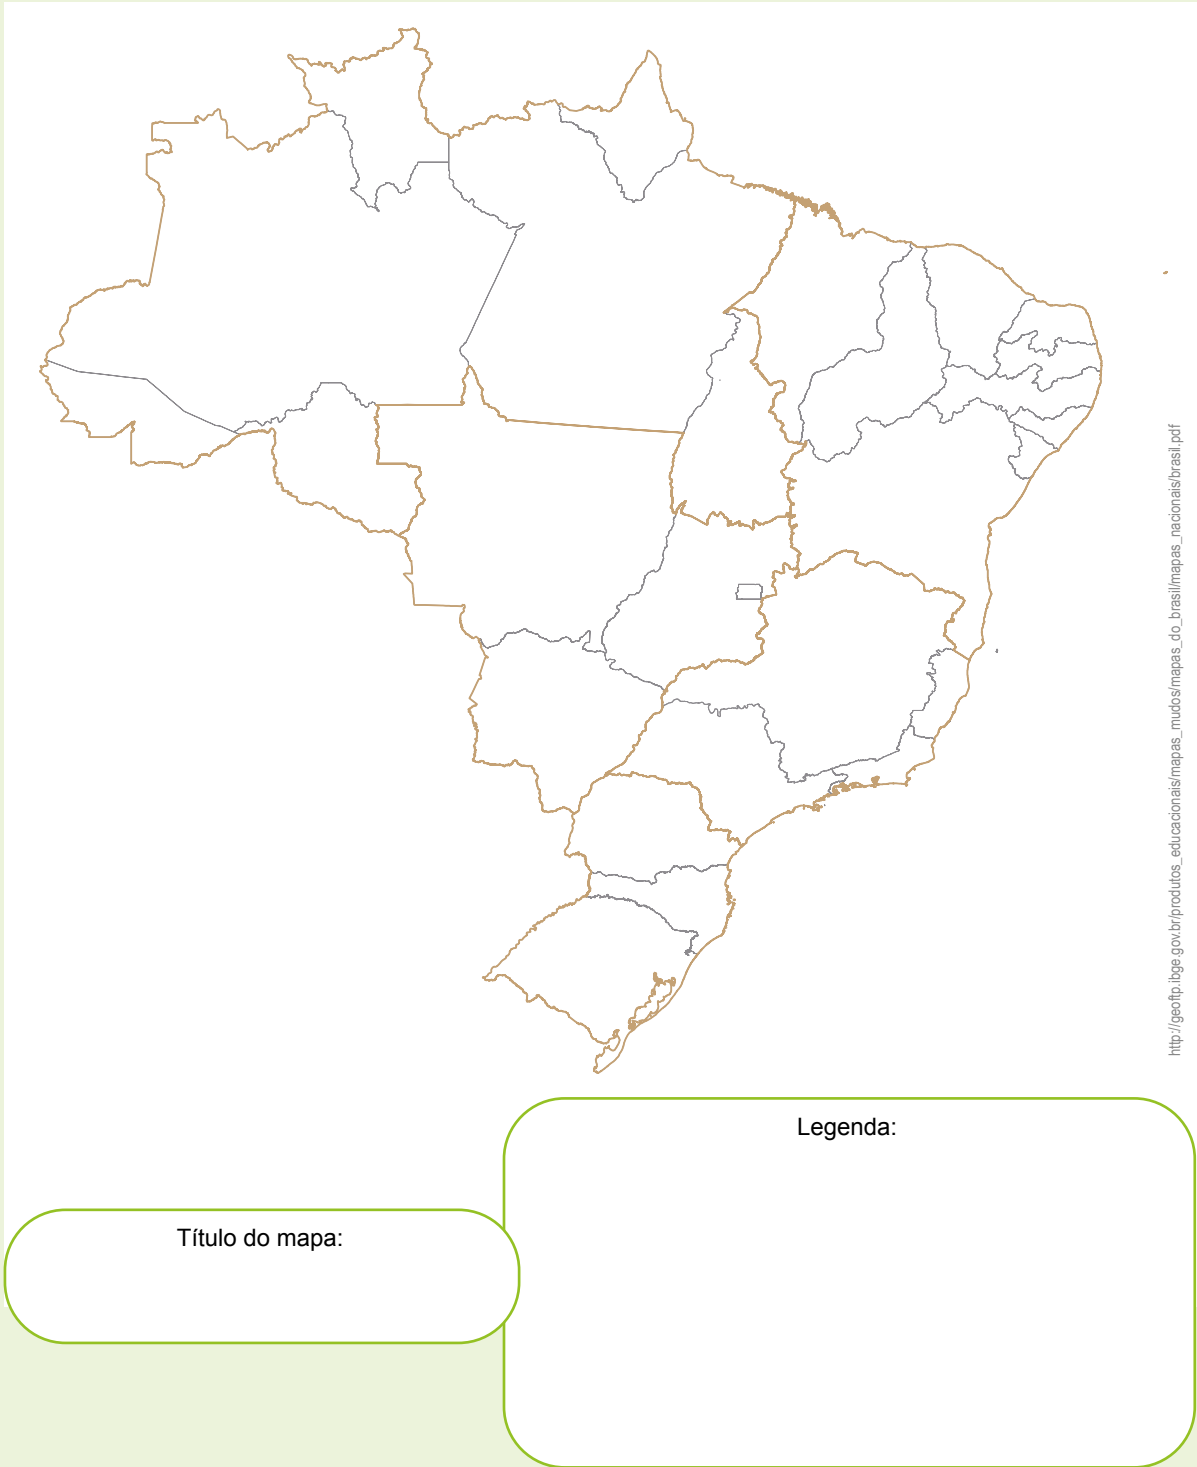 http://geoftp.ibge.gov.br/produtos_educacionais/mapas_mudos/mapas_do_brasil/mapas_nacionais/brasil.pdf
Legenda:
Título do mapa: